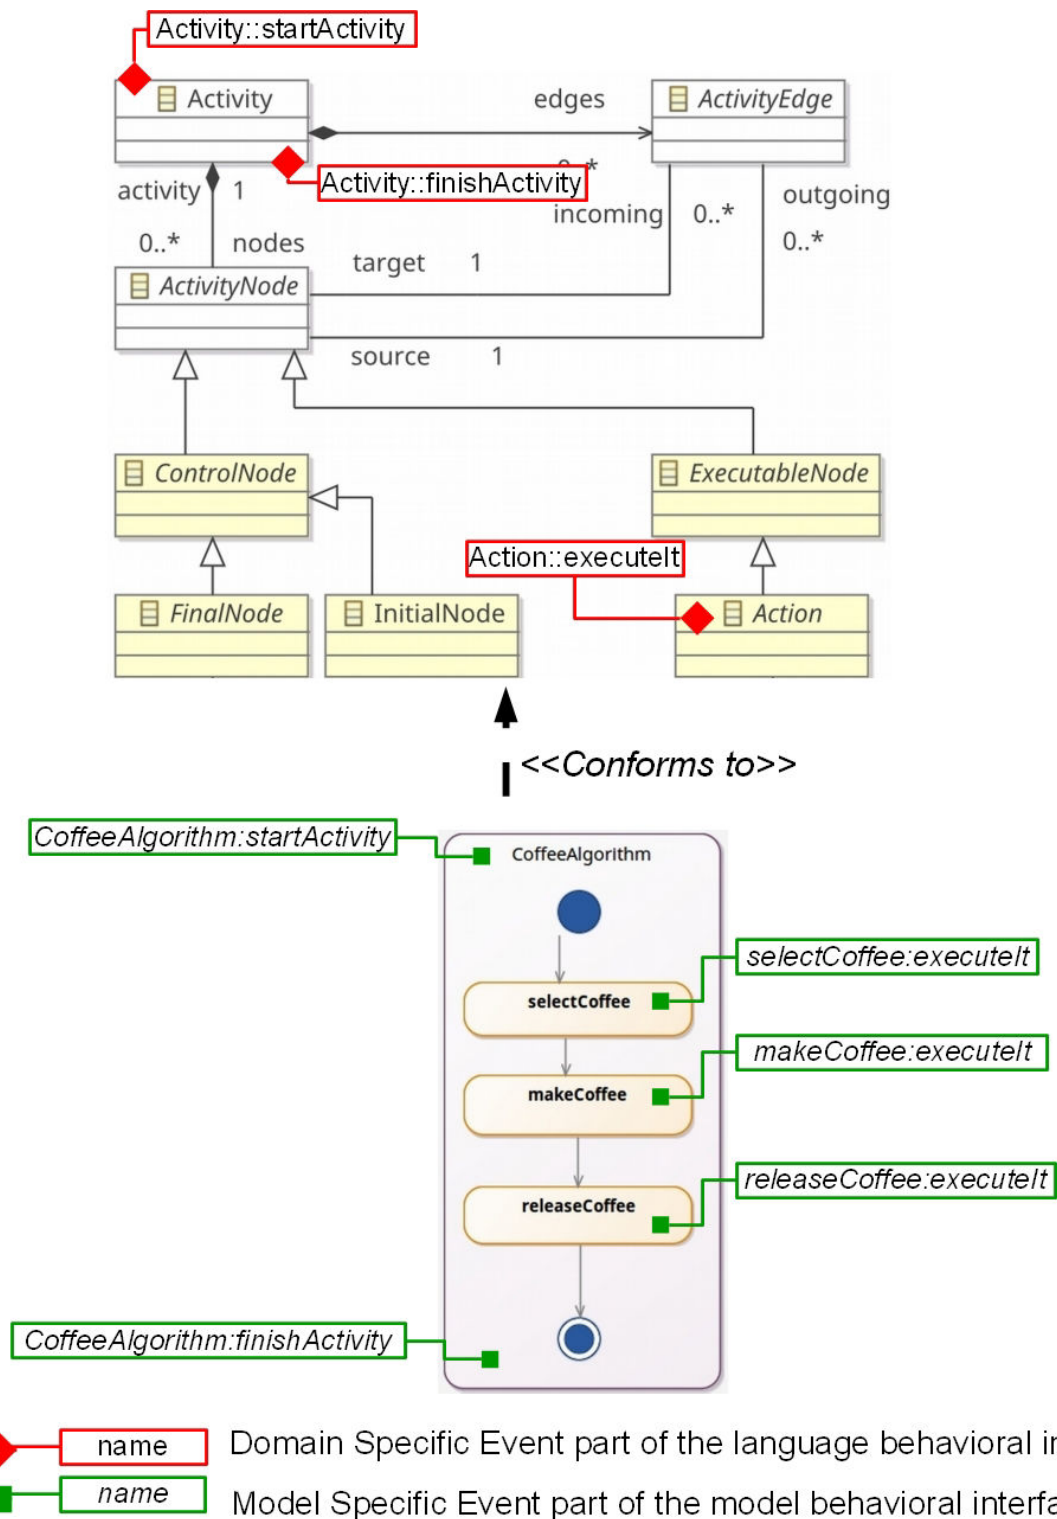 Activity::startActivity
Activity
edges
ActivityEdge
Activity::finishActivity
activity 1
outgoing
incoming 0..*
0..* nodes
0..*
target 1
ActivityNode
source 1
ControlNode
ExecutableNode
Action::executeIt
FinalNode
InitialNode
Action
<<Conforms to>>
CoffeeAlgorithm:startActivity
CoffeeAlgorithm
selectCoffee:executeIt
selectCoffee
makeCoffee:executeIt
makeCoffee
releaseCoffee:executeIt
releaseCoffee
CoffeeAlgorithm:finishActivity
name Domain Specific Event part of the language behavioral
name Model Specific Event part of the model behavioral